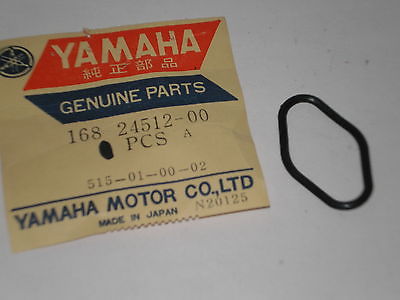 YAMAHA
純正部品
GENUINE PARTS
168 24512-00
PCS A
515-01-00-02
YAMAHA MOTOR CO.,LTD
MADE IN JAPAN N20125